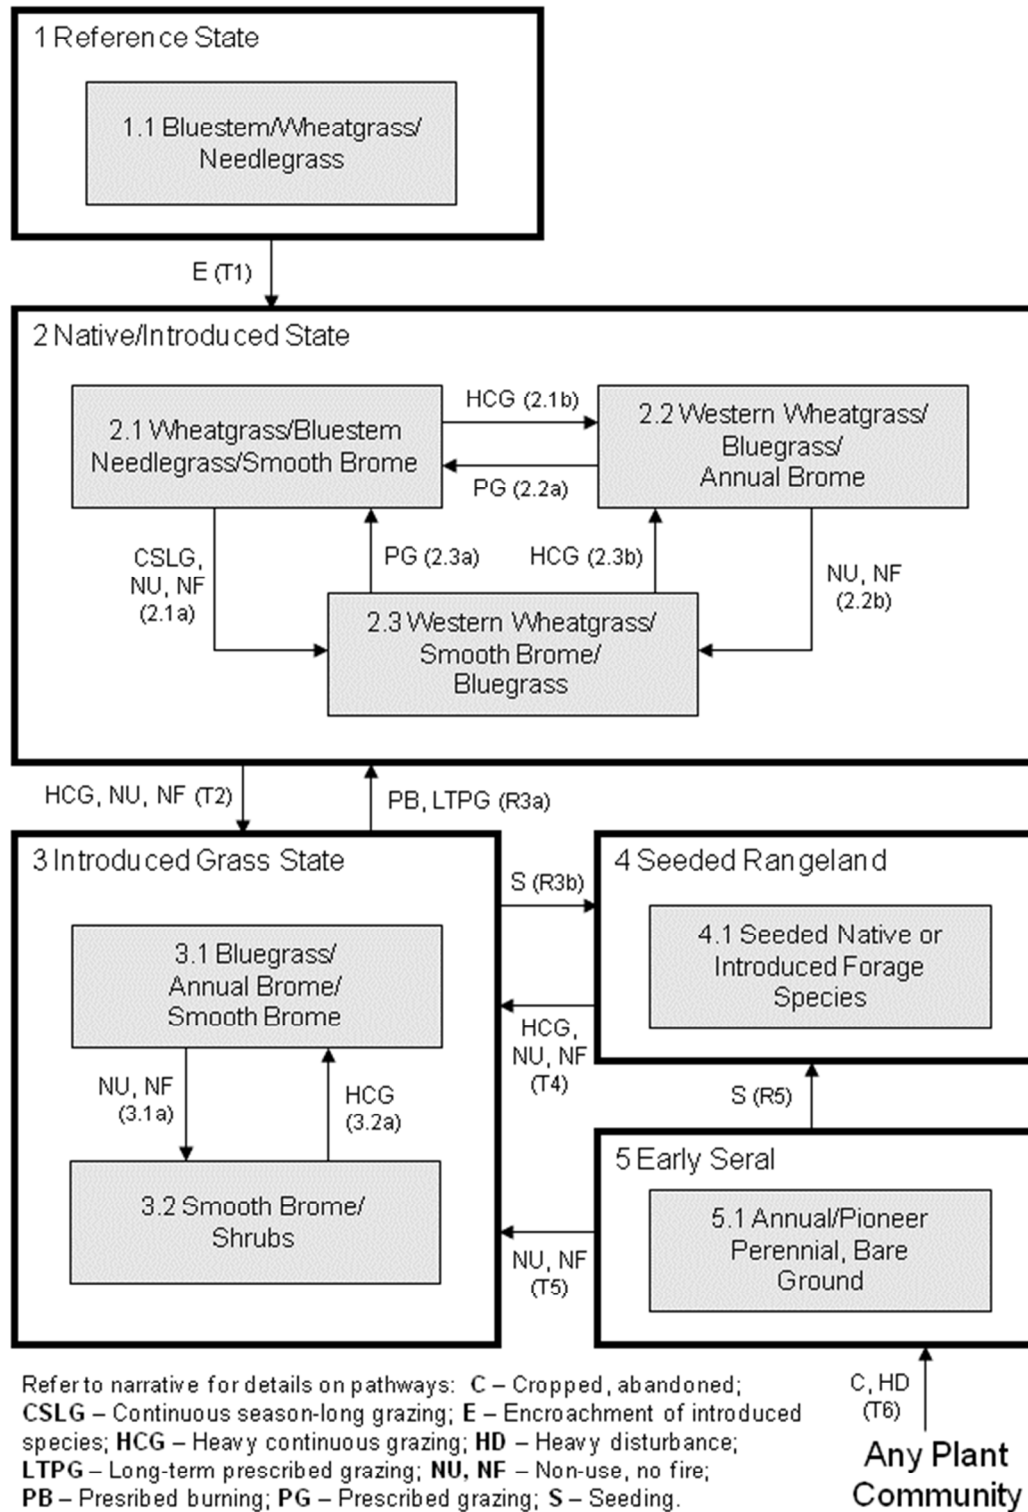 1 Reference State
1.1 Bluestem/Wheatgrass/
Needlegrass
E (T1)
2 Native/Introduced State
2.1 Wheatgrass/Bluestem
Needlegrass/Smooth Brome
HCG (2.1b)
PG (2.2a)
2.2 Western Wheatgrass/
Bluegrass/
Annual Brome
CSLG,
NU, NF
(2.1a)
PG (2.3a)
HCG (2.3b)
NU, NF
(2.2b)
2.3 Western Wheatgrass/
Smooth Brome/
Bluegrass
HCG, NU, NF (T2)
PB, LTPG (R3a)
3 Introduced Grass State
S (R3b)
4 Seeded Rangeland
3.1 Bluegrass/
Annual Brome/
Smooth Brome
4.1 Seeded Native or
Introduced Forage
Species
HCG,
NU, NF
(T4)
NU, NF
(3.1a)
HCG
(3.2a)
S (R5)
5 Early Seral
3.2 Smooth Brome/
Shrubs
5.1 Annual/Pioneer
Perennial, Bare
Ground
NU, NF
(T5)
C, HD
(T6)
Any Plant
Community
Refer to narrative for details on pathways: C – Cropped, abandoned;
CSLG – Continuous season-long grazing; E – Encroachment of introduced
species; HCG – Heavy continuous grazing; HD – Heavy disturbance;
LTPG – Long-term prescribed grazing; NU, NF – Non-use, no fire;
PB – Presribed burning; PG – Prescribed grazing; S – Seeding.